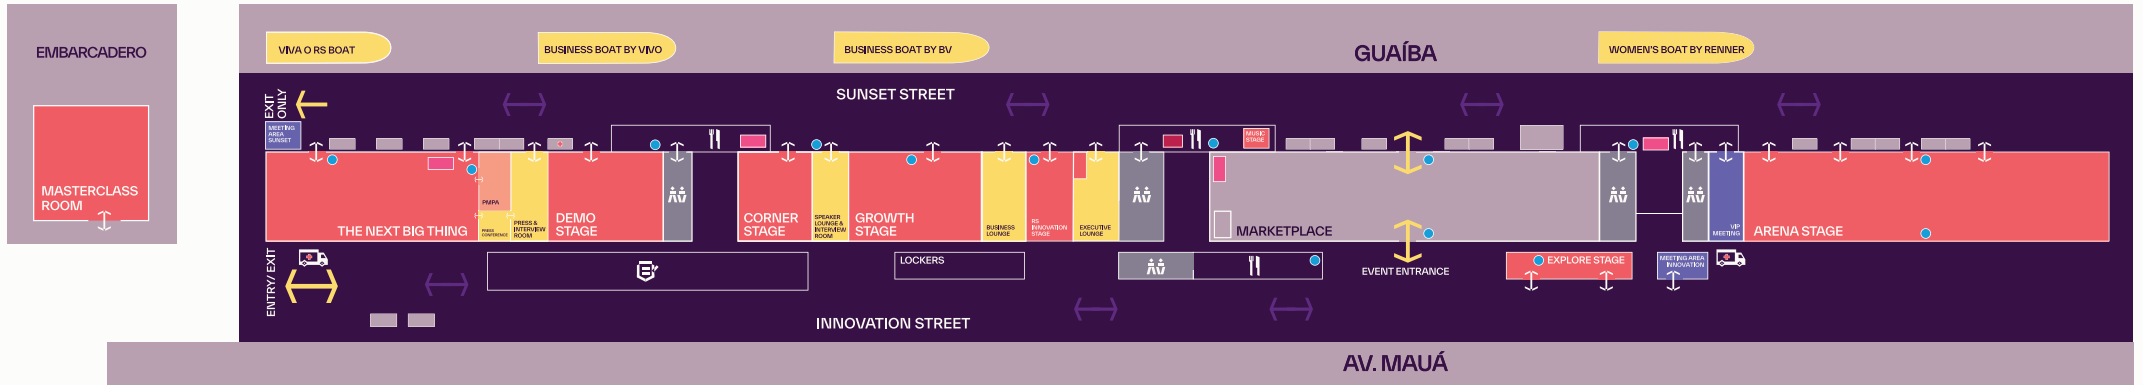 EMBARCADERO
MASTERCLASS
ROOM
VIVA O RS BOAT
BUSINESS BOAT BY VIVO
BUSINESS BOAT BY BV
GUAÍBA
WOMEN'S BOAT BY RENNER
EXIT
ONLY
SUNSET STREET
MEETING
AREA
SUNSET
MUSIC
STAGE
THE NEXT BIG THING
PMPA
PRESS
CONFERENCE
PRESS &
INTERVIEW
ROOM
DEMO
STAGE
CORNER
STAGE
SPEAKER
LOUNGE &
INTERVIEW
ROOM
GROWTH
STAGE
BUSINESS
LOUNGE
RS
INNOVATION
STAGE
EXECUTIVE
LOUNGE
MARKETPLACE
VIP
MEETING
ARENA STAGE
ENTRY/ EXIT
LOCKERS
EVENT ENTRANCE
EXPLORE STAGE
MEETING AREA
INNOVATION
INNOVATION STREET
AV. MAUÁ